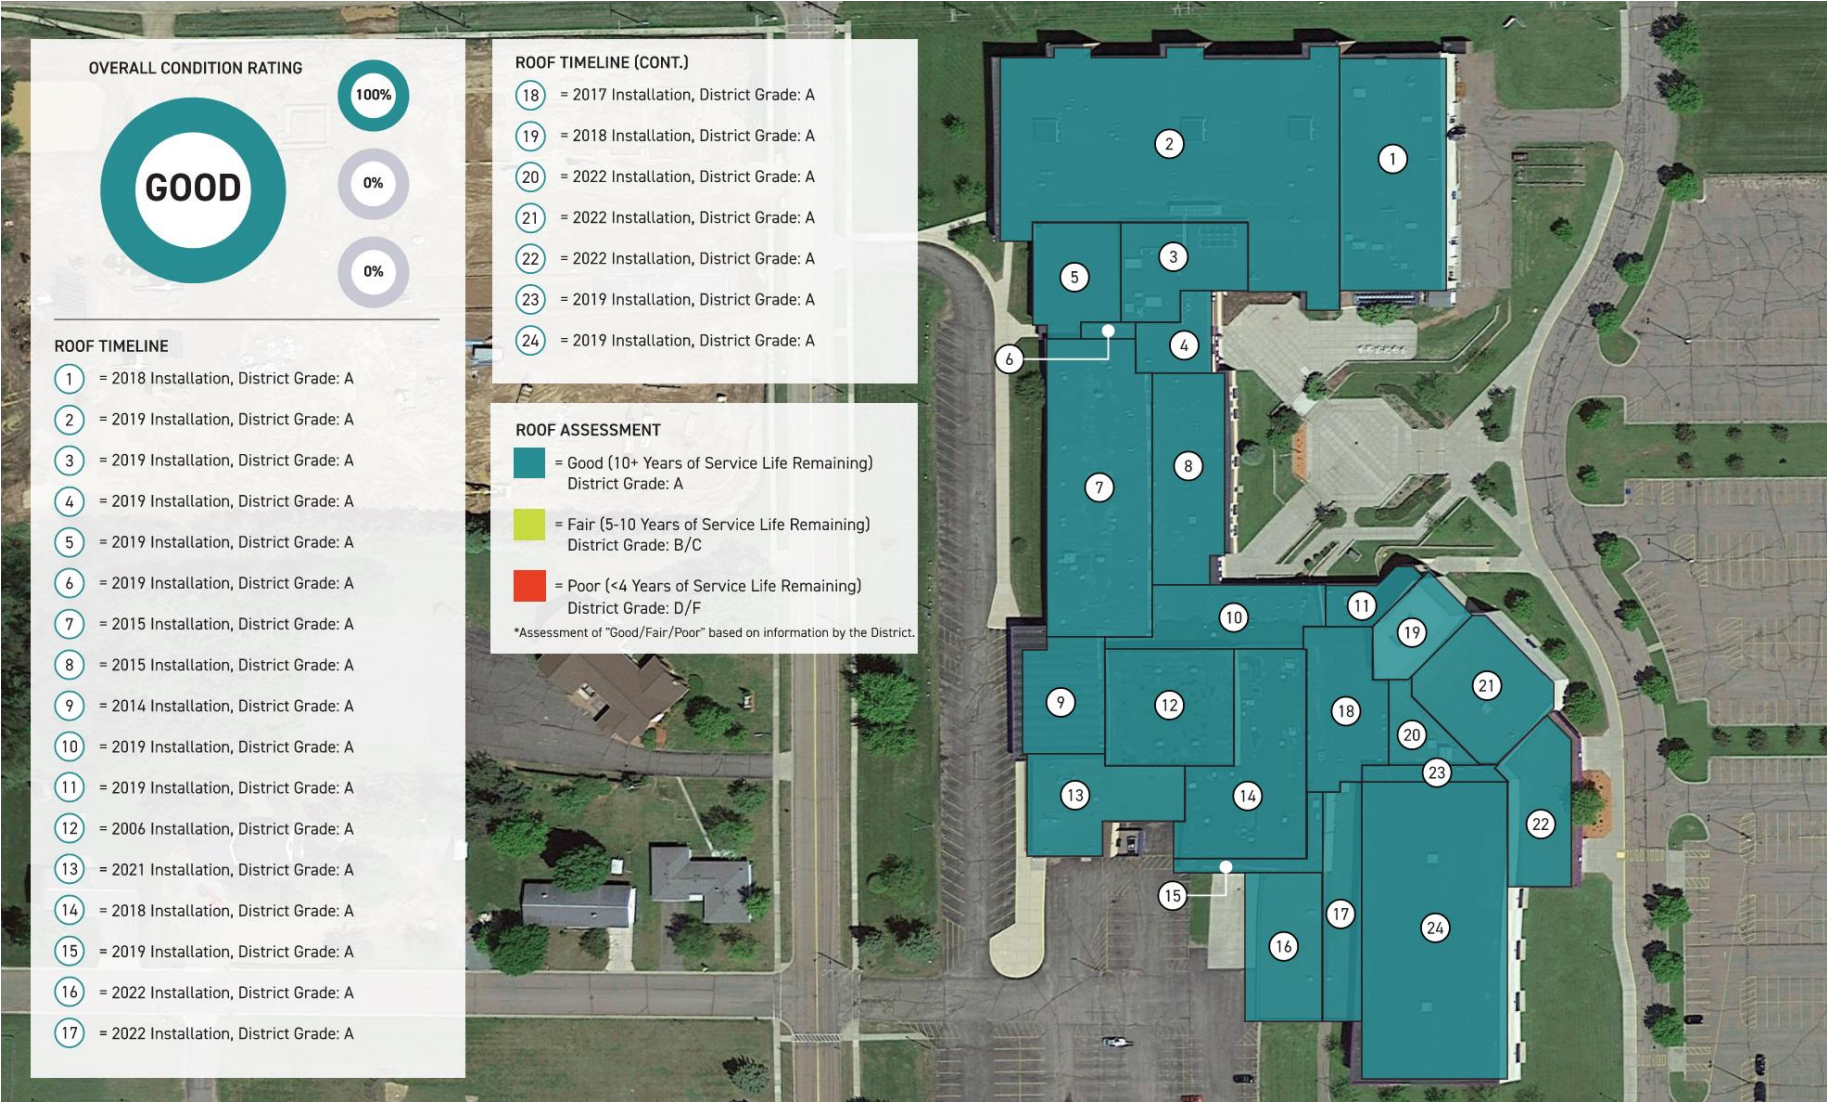 OVERALL CONDITION RATING
GOOD
100%
0%
0%
ROOF TIMELINE
1 = 2018 Installation, District Grade: A
2 = 2019 Installation, District Grade: A
3 = 2019 Installation, District Grade: A
4 = 2019 Installation, District Grade: A
5 = 2019 Installation, District Grade: A
6 = 2019 Installation, District Grade: A
7 = 2015 Installation, District Grade: A
8 = 2015 Installation, District Grade: A
9 = 2014 Installation, District Grade: A
10 = 2019 Installation, District Grade: A
11 = 2019 Installation, District Grade: A
12 = 2006 Installation, District Grade: A
13 = 2021 Installation, District Grade: A
14 = 2018 Installation, District Grade: A
15 = 2019 Installation, District Grade: A
16 = 2022 Installation, District Grade: A
17 = 2022 Installation, District Grade: A
ROOF TIMELINE (CONT.)
18 = 2017 Installation, District Grade: A
19 = 2018 Installation, District Grade: A
20 = 2022 Installation, District Grade: A
21 = 2022 Installation, District Grade: A
22 = 2022 Installation, District Grade: A
23 = 2019 Installation, District Grade: A
24 = 2019 Installation, District Grade: A
ROOF ASSESSMENT
= Good (10+ Years of Service Life Remaining)
District Grade: A
= Fair (5-10 Years of Service Life Remaining)
District Grade: B/C
= Poor (<4 Years of Service Life Remaining)
District Grade: D/F
*Assessment of "Good/Fair/Poor" based on information by the District.
2
1
3
5
4
6
8
7
11
10
19
21
9
12
18
20
23
13
14
22
15
17
24
16